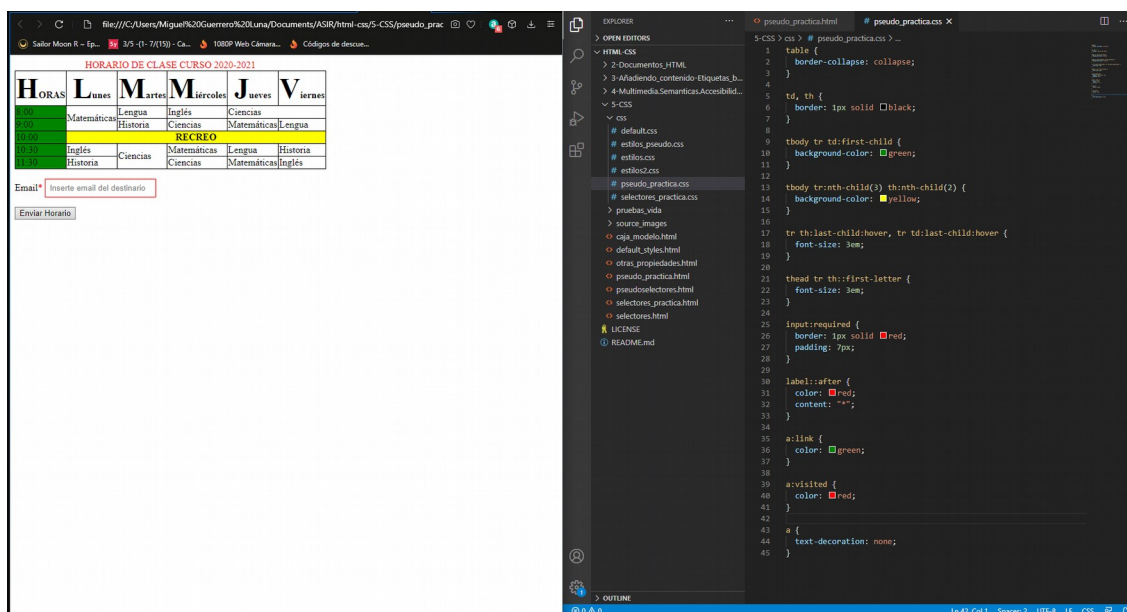 file:///C:/Users/Miguel%20Guerrero%20Luna/Documents/ASIR/html-css/5-CSS/pseudo_prac
Sailor Moon R ~ Ep... 3/5 -(1- 7/(15)) - Ca... 1080P Web Cámara... Códigos de descue...
HORARIO DE CLASE CURSO 2020-2021
HORAS Lunes Martes Miércoles Jueves Viernes
8:00 Matemáticas Lengua Inglés Ciencias
9:00 Historia Ciencias Matemáticas Lengua
10:00 RECREO
10:30 Inglés Ciencias Matemáticas Lengua Historia
11:30 Historia Ciencias Matemáticas Inglés
Email* Inserte email del destinario
Enviar Horario
EXPLORER ...
> OPEN EDITORS
HTML-CSS
> 2-Documentos_HTML
> 3-Añadiendo_contenido-Etiquetas_b...
> 4-Multimedia.Semanticas.Accesibilid...
5-CSS
css
# default.css
# estilos_pseudo.css
# estilos.css
# estilos2.css
# pseudo_practica.css
# selectores_practica.css
> pruebas_vida
> source_images
<> caja_modelo.html
<> default_styles.html
<> otras_propiedades.html
<> pseudo_practica.html
<> pseudoselectores.html
<> selectores_practica.html
<> selectores.html
LICENSE
README.md
> OUTLINE
<> pseudo_practica.html # pseudo_practica.css ×
5-CSS > css > # pseudo_practica.css > ...
1 table {
2 border-collapse: collapse;
3 }
4
5 td, th {
6 border: 1px solid black;
7 }
8
9 tbody tr td:first-child {
10 background-color: green;
11 }
12
13 tbody tr:nth-child(3) th:nth-child(2) {
14 background-color: yellow;
15 }
16
17 tr th:last-child:hover, tr td:last-child:hover {
18 font-size: 3em;
19 }
20
21 thead tr th::first-letter {
22 font-size: 3em;
23 }
24
25 input:required {
26 border: 1px solid red;
27 padding: 7px;
28 }
29
30 label::after {
31 color: red;
32 content: "*";
33 }
34
35 a:link {
36 color: green;
37 }
38
39 a:visited {
40 color: red;
41 }
42
43 a {
44 text-decoration: none;
45 }
0 0 Ln 42, Col 1 Spaces: 2 UTF-8 LF CSS